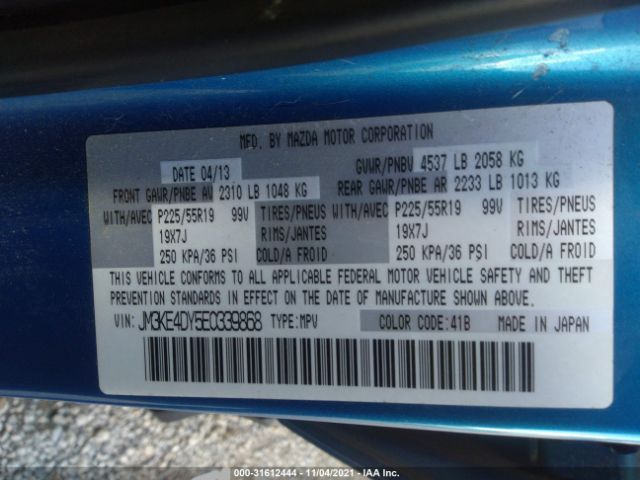 MFD. BY MAZDA MOTOR CORPORATION
DATE 04/13 GVWR/PNBV 4537 LB 2058 KG
FRONT GAWR/PNBE AV 2310 LB 1048 KG REAR GAWR/PNBE AR 2233 LB 1013 KG
WITH/AVEC P225/55R19 99V TIRES/PNEUS WITH/AVEC P225/55R19 99V TIRES/PNEUS
19X7J RIMS/JANTES 19X7J RIMS/JANTES
250 KPA/36 PSI COLD/A FROID 250 KPA/36 PSI COLD/A FROID
THIS VEHICLE CONFORMS TO ALL APPLICABLE FEDERAL MOTOR VEHICLE SAFETY AND THEFT
PREVENTION STANDARDS IN EFFECT ON THE DATE OF MANUFACTURE SHOWN ABOVE.
VIN: JM3KE4DY5E0339868 TYPE:MPV COLOR CODE:41B MADE IN JAPAN
000-31612444 - 11/04/2021 - IAA Inc.